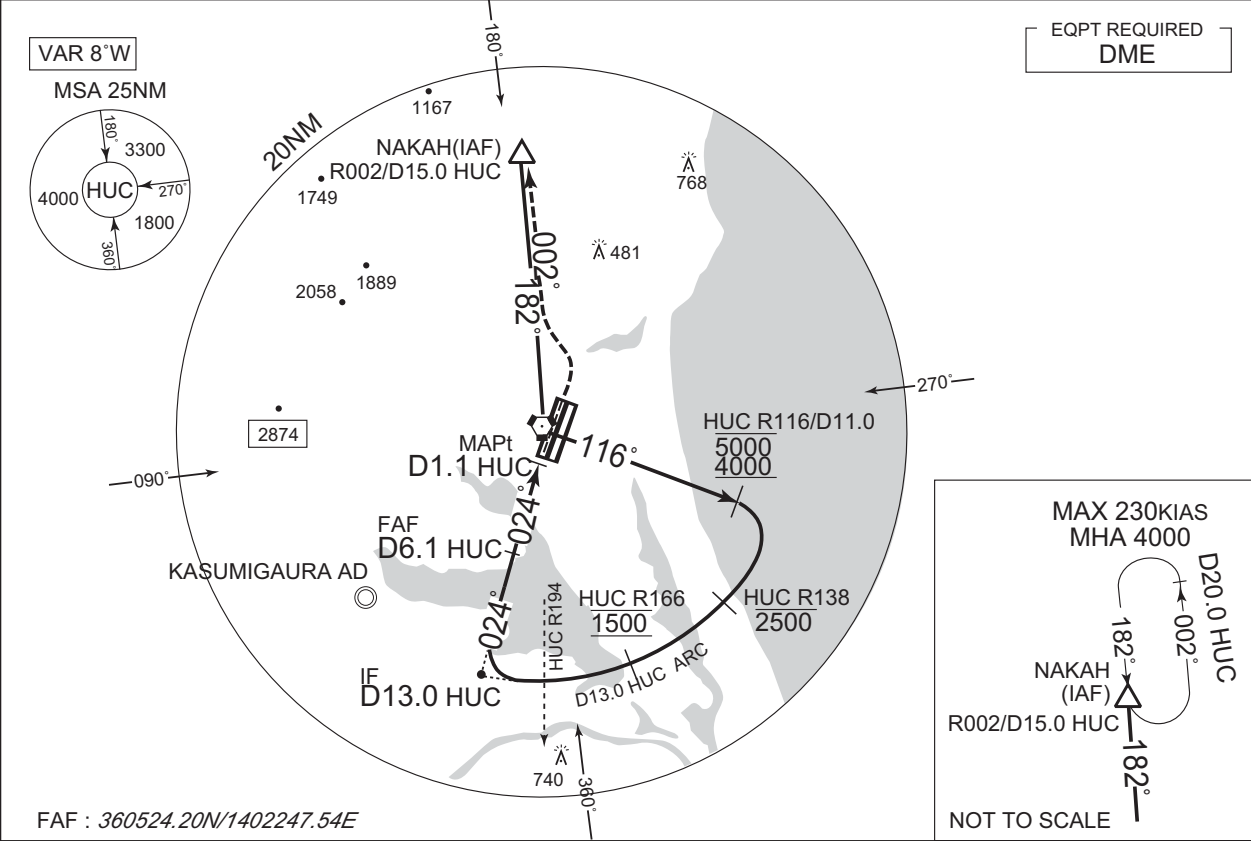 VAR 8°W
MSA 25NM
180°
3300
HUC
270°
4000
1800
360°
EQPT REQUIRED
DME
180°
20NM
1167
NAKAH(IAF)
R002/D15.0 HUC
768
1749
481
002°
1889
2058
182°
270°
2874
HUC R116/D11.0
5000
4000
MAPt
D1.1 HUC
116°
090°
024°
FAF
D6.1 HUC
KASUMIGAURA AD
HUC R194
HUC R166
1500
HUC R138
2500
024°
IF
D13.0 HUC
D13.0 HUC ARC
740
360°
FAF : 360524.20N/1402247.54E
MAX 230KIAS
MHA 4000
D20.0 HUC
182°
002°
NAKAH
(IAF)
R002/D15.0 HUC
182°
NOT TO SCALE